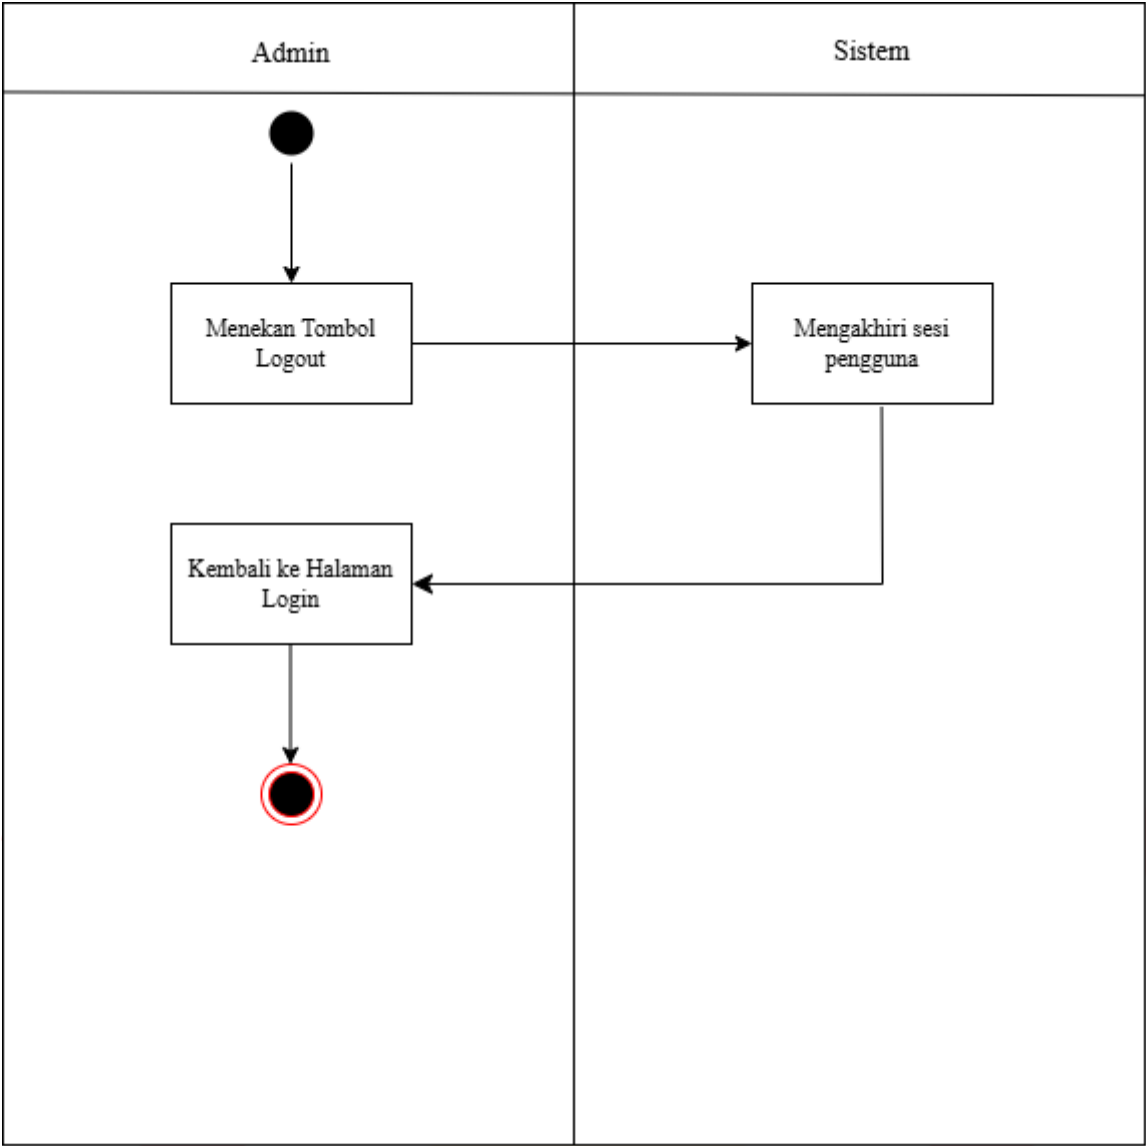 Admin
Sistem
Menekan Tombol
Logout
Mengakhiri sesi
pengguna
Kembali ke Halaman
Login